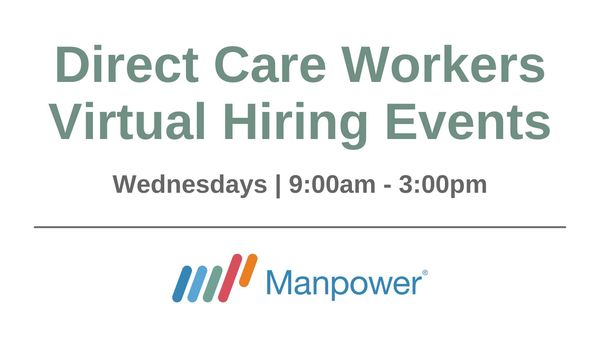 Direct Care Workers
Virtual Hiring Events
Wednesdays | 9:00am - 3:00pm
Manpower®